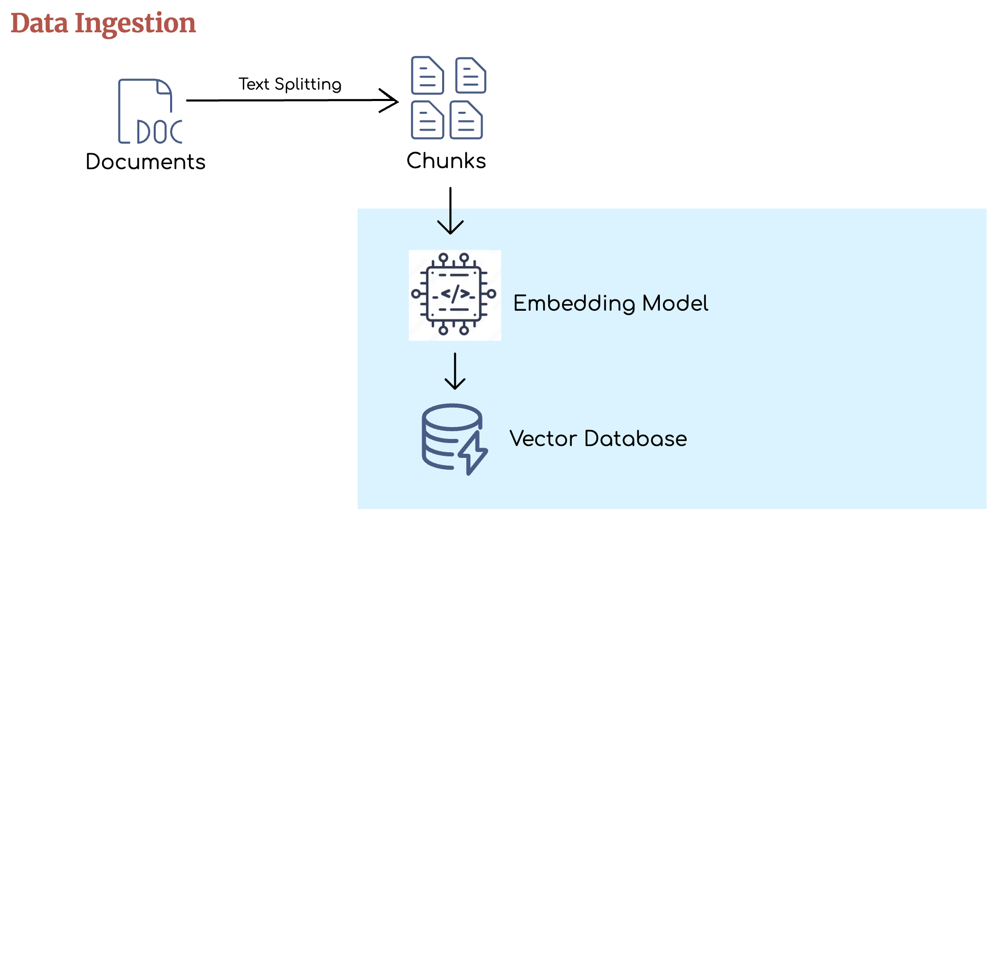 Data Ingestion
Text Splitting
DOC
Documents
Chunks
</>
Embedding Model
Vector Database